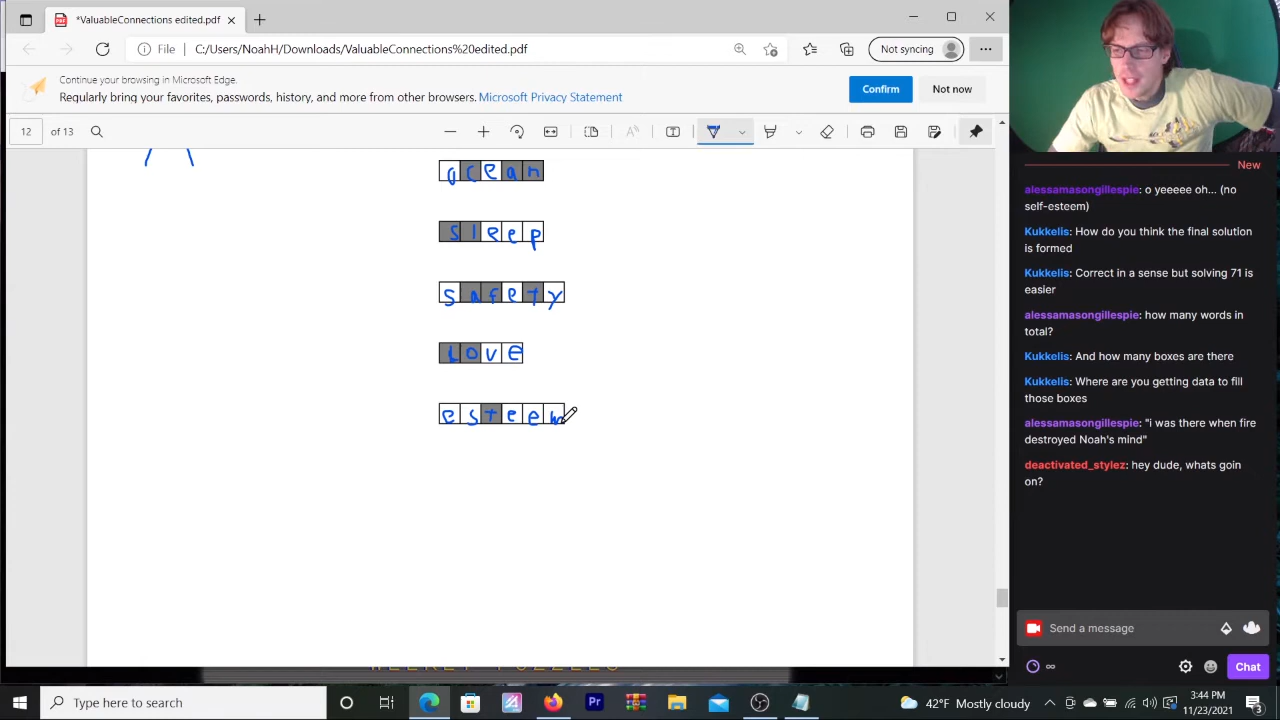 *ValuableConnections edited.pdf
File
C:/Users/NoahH/Downloads/ValuableConnections%20edited.pdf
Not syncing
Continue your browsing in Microsoft Edge.
Regularly bring your favorites, passwords, history, and more from other browsers. Microsoft Privacy Statement
Confirm
Not now
12 of 13
ocean
sleep
safety
Love
esteem
New
alessamasongillespie: o yeeeee oh... (no
self-esteem)
Kukkelis: How do you think the final solution
is formed
Kukkelis: Correct in a sense but solving 71 is
easier
alessamasongillespie: how many words in
total?
Kukkelis: And how many boxes are there
Kukkelis: Where are you getting data to fill
those boxes
alessamasongillespie: "i was there when fire
destroyed Noah's mind"
deactivated_stylez: hey dude, whats goin
on?
Send a message
Chat
Type here to search
Pr
42°F Mostly cloudy
3:44 PM
11/23/2021
3